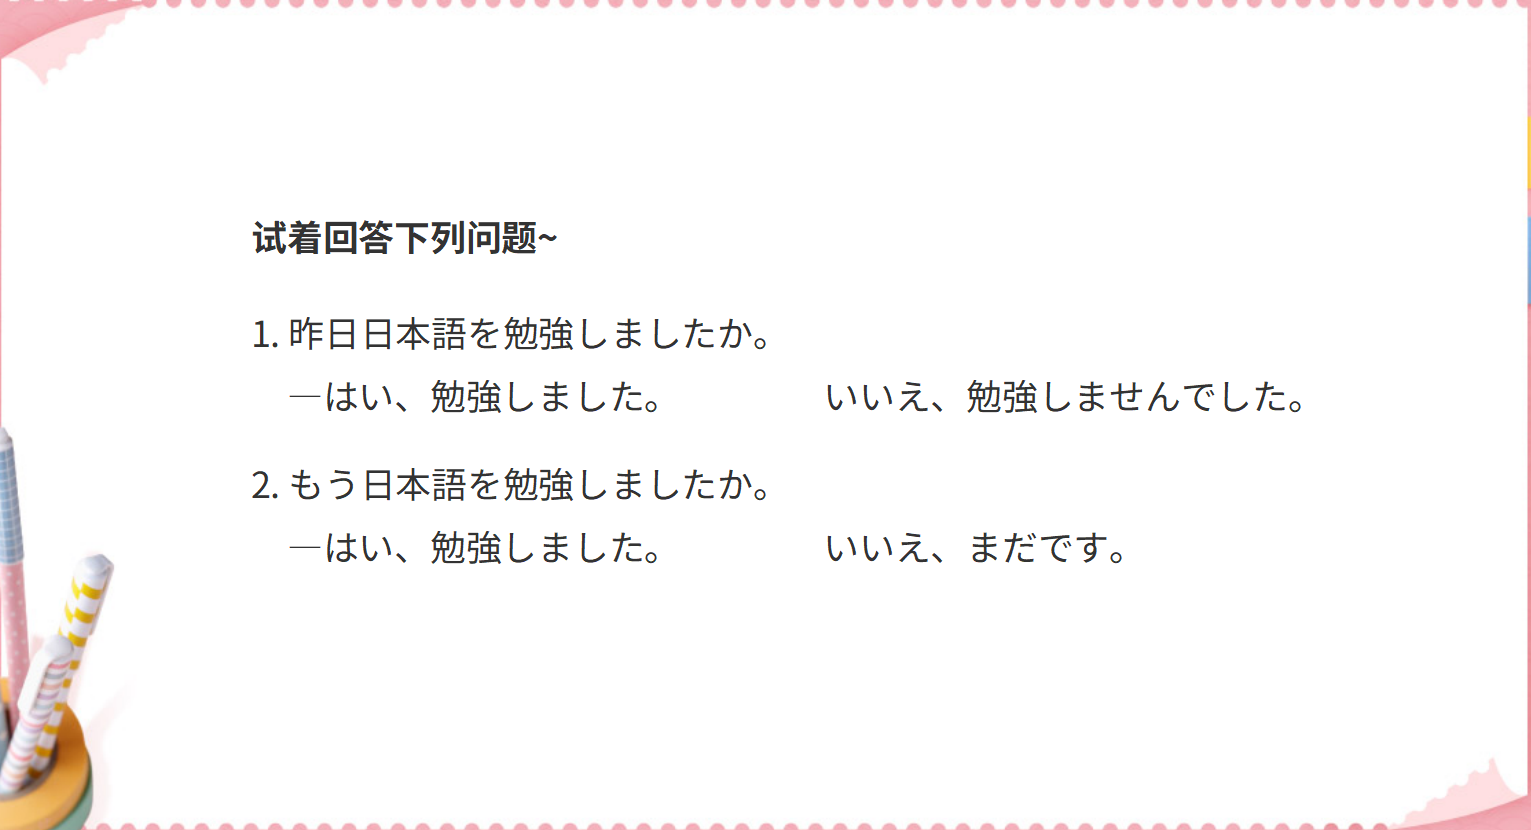 试着回答下列问题~
1. 昨日日本語を勉強しましたか。
—はい、勉強しました。 いいえ、勉強しませんでした。
2. もう日本語を勉強しましたか。
—はい、勉強しました。 いいえ、まだです。